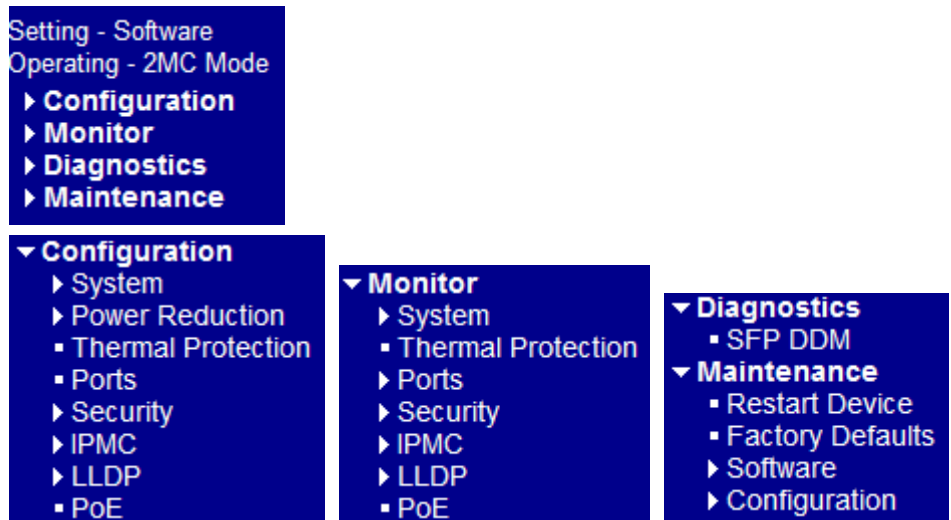 Setting - Software
Operating - 2MC Mode
Configuration
Monitor
Diagnostics
Maintenance
Configuration
System
Power Reduction
Thermal Protection
Ports
Security
IPMC
LLDP
PoE
Monitor
System
Thermal Protection
Ports
Security
IPMC
LLDP
PoE
Diagnostics
SFP DDM
Maintenance
Restart Device
Factory Defaults
Software
Configuration